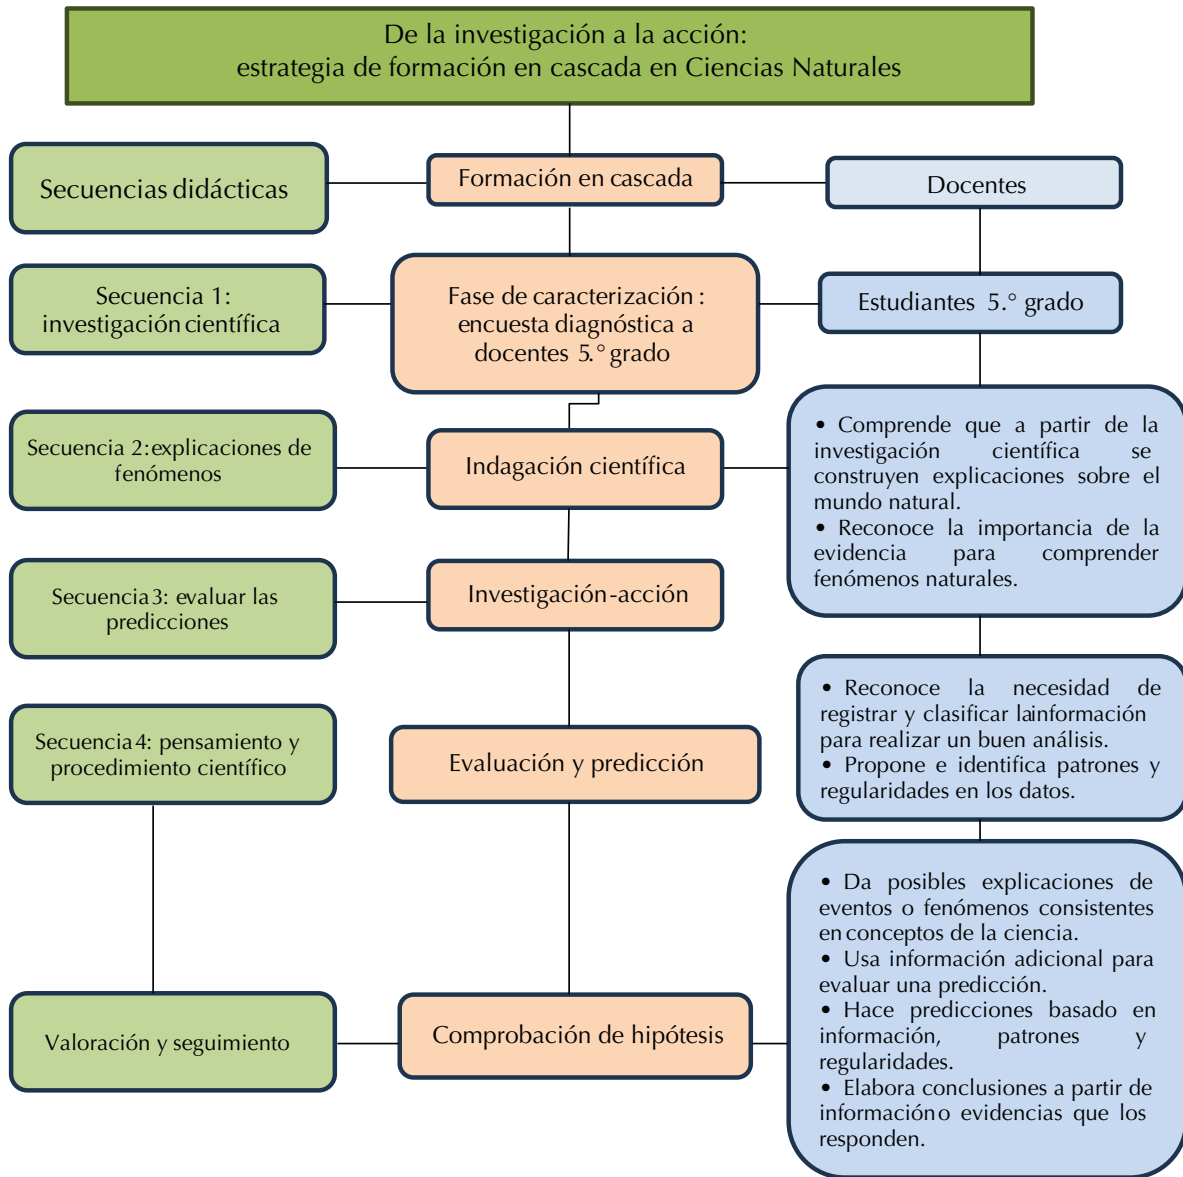 De la investigación a la acción:
estrategia de formación en cascada en Ciencias Naturales
Secuencias didácticas
Formación en cascada
Docentes
Secuencia 1:
investigación científica
Fase de caracterización :
encuesta diagnóstica a
docentes 5.° grado
Estudiantes 5.° grado
Secuencia 2:explicaciones de
fenómenos
Indagación científica
• Comprende que a partir de la
investigación científica se
construyen explicaciones sobre el
mundo natural.
• Reconoce la importancia de la
evidencia para comprender
fenómenos naturales.
Secuencia 3: evaluar las
predicciones
Investigación-acción
• Reconoce la necesidad de
registrar y clasificar lainformación
para realizar un buen análisis.
• Propone e identifica patrones y
regularidades en los datos.
Secuencia 4: pensamiento y
procedimiento científico
Evaluación y predicción
• Da posibles explicaciones de
eventos o fenómenos consistentes
en conceptos de la ciencia.
• Usa información adicional para
evaluar una predicción.
• Hace predicciones basado en
información, patrones y
regularidades.
• Elabora conclusiones a partir de
información o evidencias que los
responden.
Valoración y seguimiento
Comprobación de hipótesis